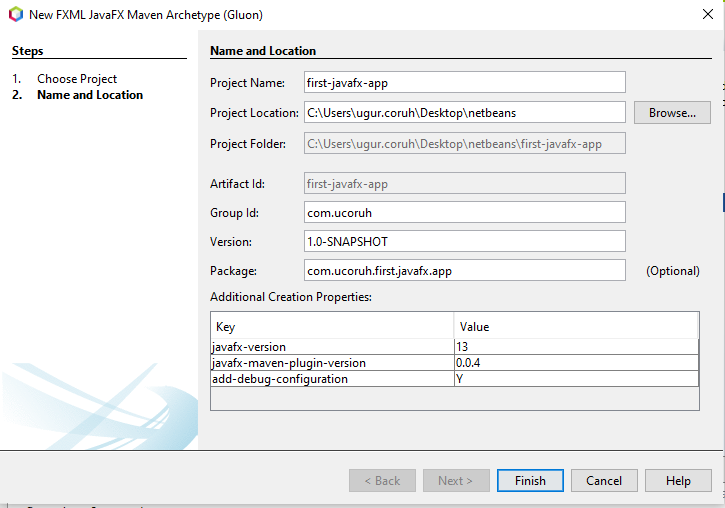 New FXML JavaFX Maven Archetype (Gluon)
Steps
1. Choose Project
2. Name and Location
Name and Location
Project Name: first-javafx-app
Project Location: C:\Users\ugur.coruh\Desktop\netbeans Browse...
Project Folder: C:\Users\ugur.coruh\Desktop\netbeans\first-javafx-app
Artifact Id: first-javafx-app
Group Id: com.ucoruh
Version: 1.0-SNAPSHOT
Package: com.ucoruh.first.javafx.app (Optional)
Additional Creation Properties:
Key Value
javafx-version 13
javafx-maven-plugin-version 0.0.4
add-debug-configuration Y
< Back Next > Finish Cancel Help